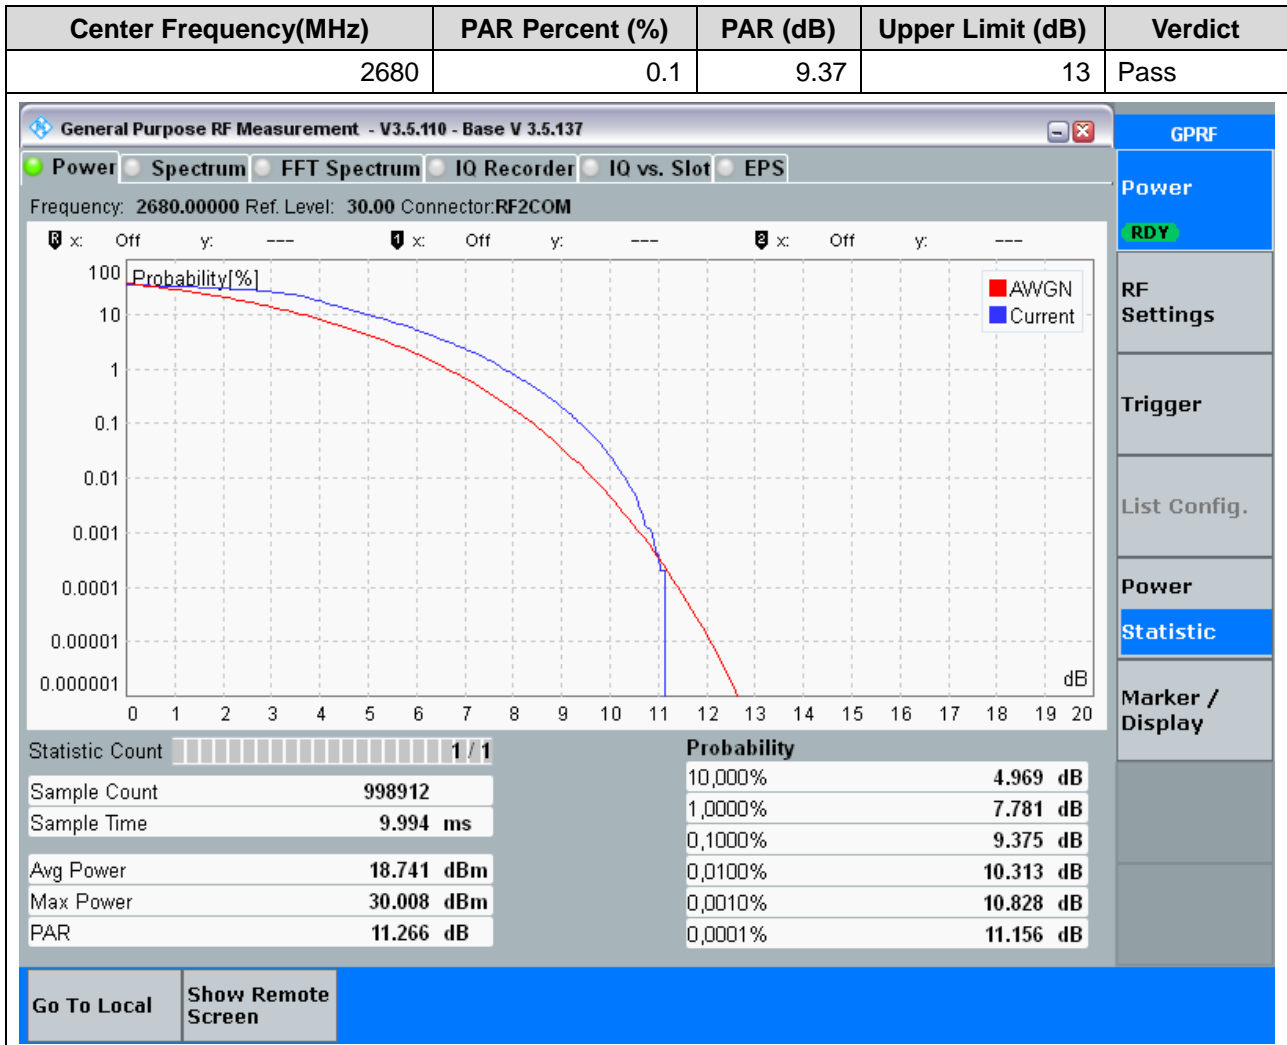 Center Frequency(MHz) PAR Percent (%) PAR (dB) Upper Limit (dB) Verdict
2680 0.1 9.37 13 Pass
General Purpose RF Measurement - V3.5.110 - Base V 3.5.137
GPRF
Power Spectrum FFT Spectrum IQ Recorder IQ vs. Slot EPS
Power
RDY
Frequency: 2680.00000 Ref. Level: 30.00 Connector:RF2COM
R x: Off y: --- 1 x: Off y: --- 2 x: Off y: ---
Probability[%]
AWGN
Current
100
10
1
0.1
0.01
0.001
0.0001
0.00001
0.000001
dB
0 1 2 3 4 5 6 7 8 9 10 11 12 13 14 15 16 17 18 19 20
RF
Settings
Trigger
List Config.
Power
Statistic
Marker /
Display
Statistic Count 1 / 1
Sample Count 998912
Sample Time 9.994 ms
Avg Power 18.741 dBm
Max Power 30.008 dBm
PAR 11.266 dB
Probability
10,000% 4.969 dB
1,0000% 7.781 dB
0,1000% 9.375 dB
0,0100% 10.313 dB
0,0010% 10.828 dB
0,0001% 11.156 dB
Go To Local
Show Remote
Screen